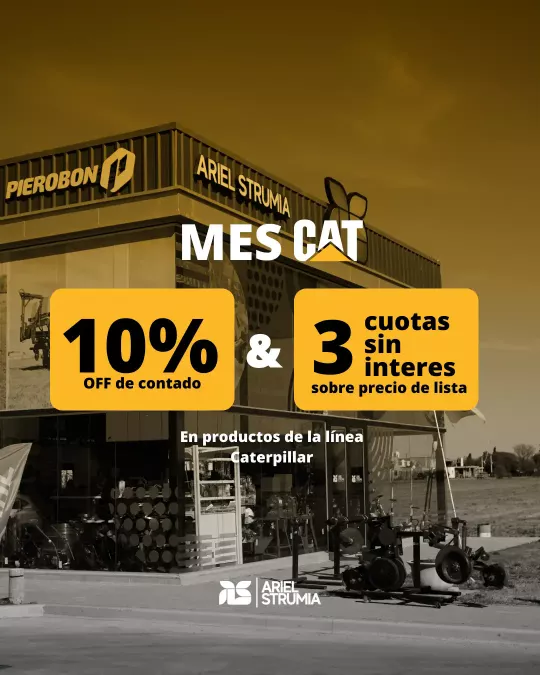 PIEROBON
ARIEL STRUMIA
MES CAT
10%
OFF de contado
&
3
cuotas
sin
interes
sobre precio de lista
En productos de la línea
Caterpillar
ARIEL
STRUMIA